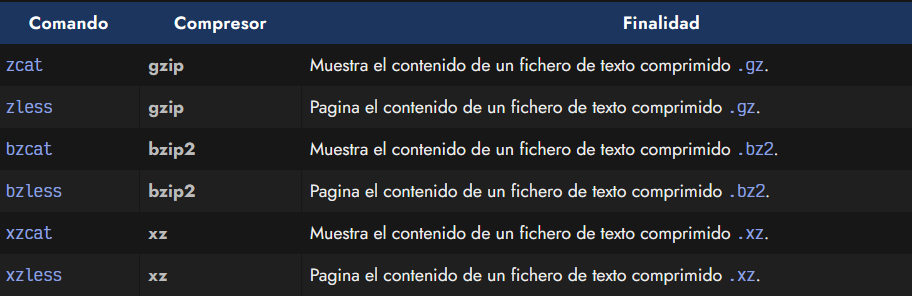 Comando Compresor Finalidad
zcat gzip Muestra el contenido de un fichero de texto comprimido .gz.
zless gzip Pagina el contenido de un fichero de texto comprimido .gz.
bzcat bzip2 Muestra el contenido de un fichero de texto comprimido .bz2.
bzless bzip2 Pagina el contenido de un fichero de texto comprimido .bz2.
xzcat xz Muestra el contenido de un fichero de texto comprimido .xz.
xzless xz Pagina el contenido de un fichero de texto comprimido .xz.